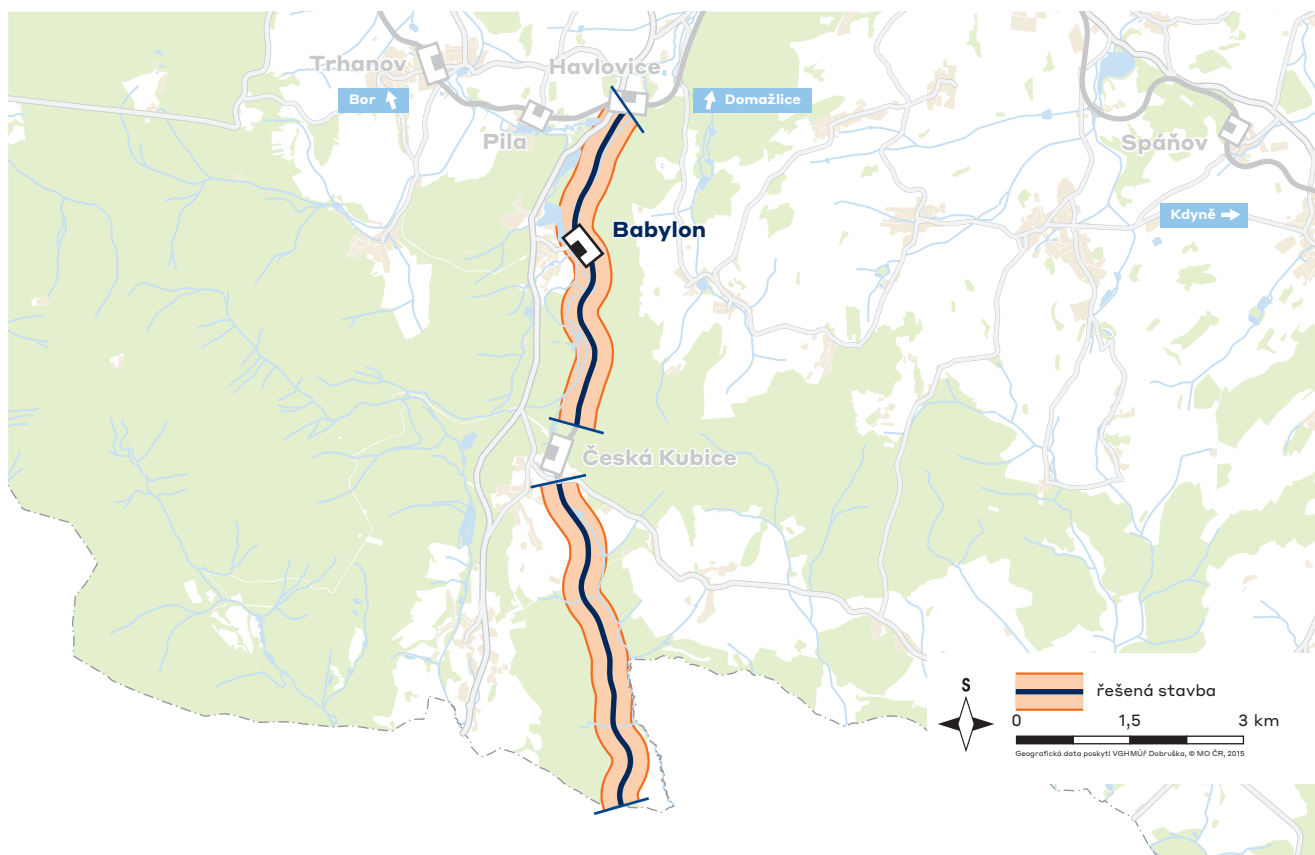 Trhanov
Havlovice
Bor
Domažlice
Pila
Spáňov
Kdyně
Babylon
Česká Kubice
S
řešená stavba
0 1,5 3 km
Geografická data poskytl VGHMÚř Dobruška, © MO ČR, 2015